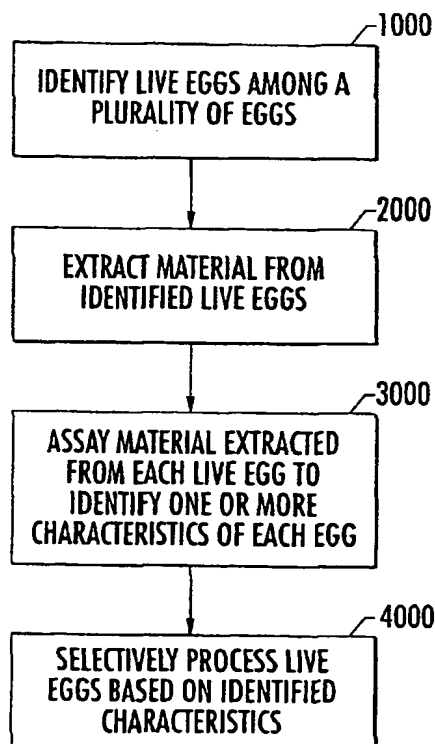 1000
IDENTIFY LIVE EGGS AMONG A
PLURALITY OF EGGS
2000
EXTRACT MATERIAL FROM
IDENTIFIED LIVE EGGS
3000
ASSAY MATERIAL EXTRACTED
FROM EACH LIVE EGG TO
IDENTIFY ONE OR MORE
CHARACTERISTICS OF EACH EGG
4000
SELECTIVELY PROCESS LIVE
EGGS BASED ON IDENTIFIED
CHARACTERISTICS